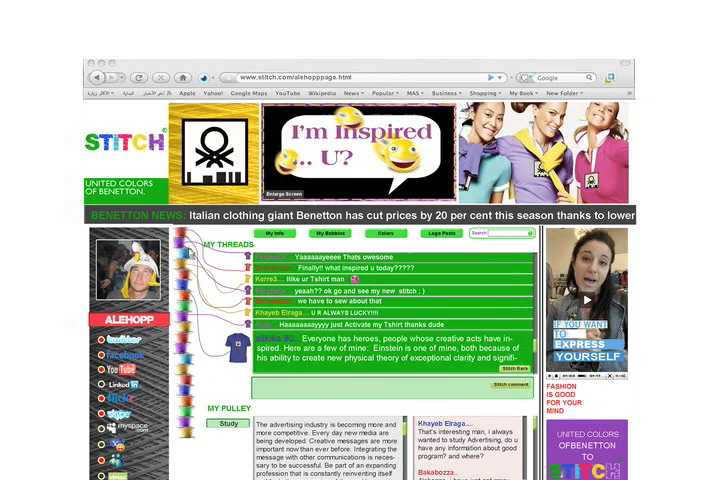 www.stitch.com/alehopppage.html
Google
الأكثر زيارة
البداية
آخر الأخبار
Apple Yahoo! Google Maps YouTube Wikipedia News Popular MAS Business Shopping My Book New Folder
STITCH
UNITED COLORS
OF BENETTON.
I'm Inspired
... U?
Enlarge Screen
BENETTON NEWS: Italian clothing giant Benetton has cut prices by 20 per cent this season thanks to lower
My Info My Bobbins Colors Logo Posts Search
MY THREADS
Yaaaaayeeee Thats owesome
Finally!! what inspired u today?????
Kerre3.... Ilike ur Tshirt man
yeaah?? ok go and see my new stitch ; )
we have to sew about that
Khayeb Elraga.... U R ALWAYS LUCKY!!!!
Haaaaaaaayyyy just Activate my Tshirt thanks dude
Everyone has heroes, people whose creative acts have in-
spired. Here are a few of mine: Einstein is one of mine, both because of
his ability to create new physical theory of exceptional clarity and signifi-
Stitch Back
Stitch comment
ALEHOPP
twitter
facebook
YouTube
Linked in
flickr
skype
myspace.com
MY PULLEY
Study
The advertising industry is becoming more and
more competitive. Every day new media are
being developed. Creative messages are more
important now than ever before. Integrating the
message with other communications is neces-
sary to be successful. Be part of an expanding
profession that is constantly reinventing itself
Khayeb Elraga....
That's interesting man, i always
wanted to study Advertising, do u
have any information about good
program? and where?
Bakabozza..
IF YOU WANT
TO
EXPRESS
YOURSELF
FASHION
IS GOOD
FOR YOUR
MIND
UNITED COLORS
OFBENETTON
TO
STITCH